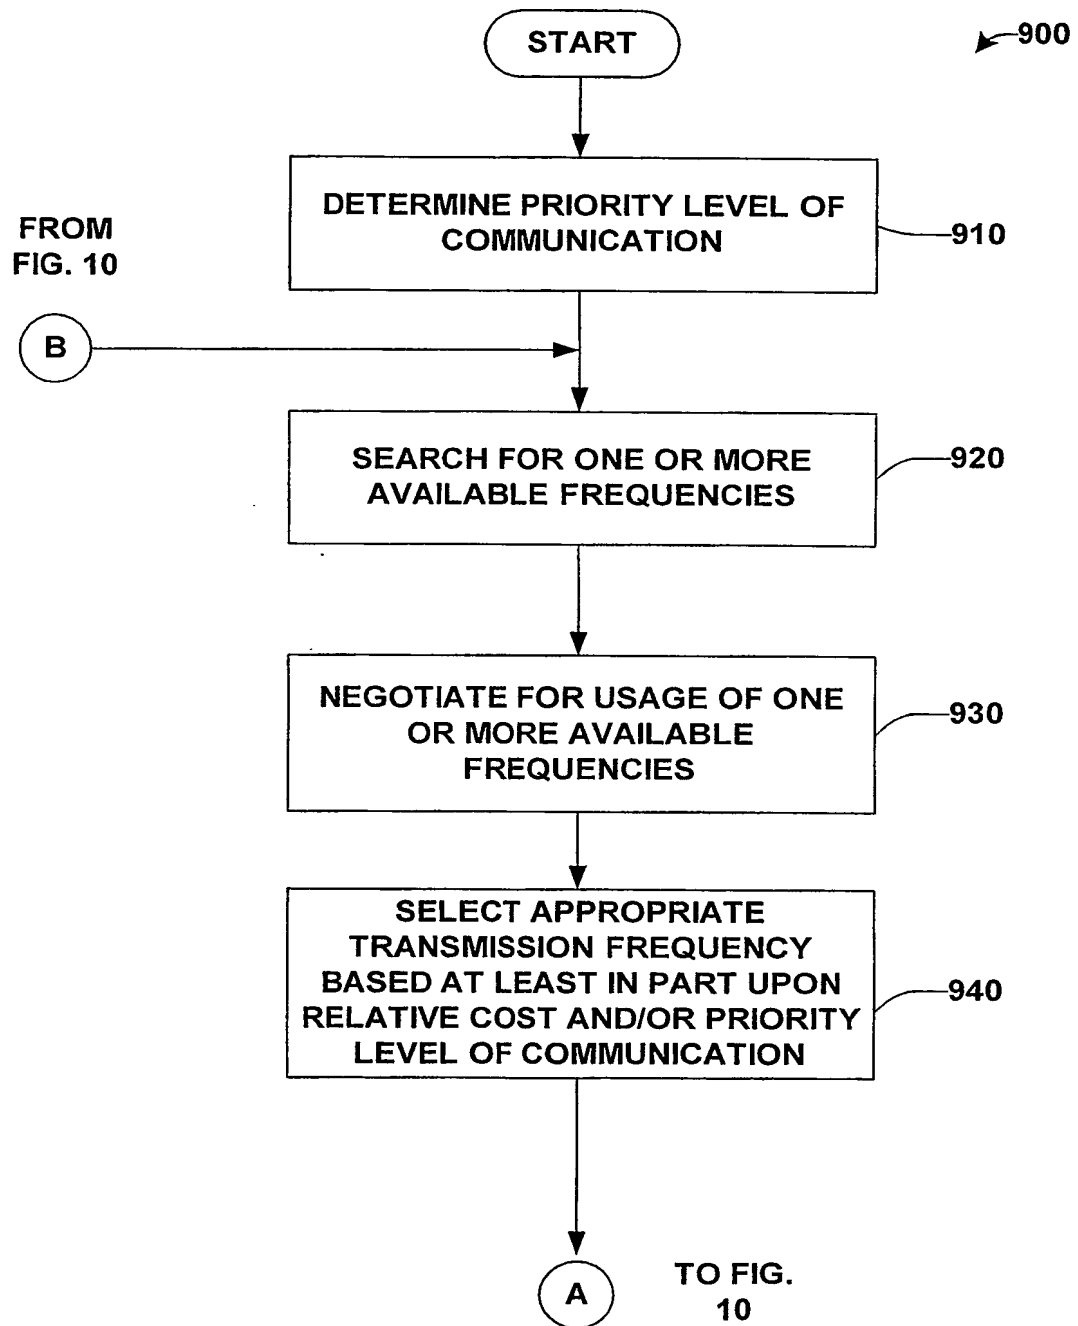 START
900
DETERMINE PRIORITY LEVEL OF
COMMUNICATION
910
FROM
FIG. 10
B
SEARCH FOR ONE OR MORE
AVAILABLE FREQUENCIES
920
NEGOTIATE FOR USAGE OF ONE
OR MORE AVAILABLE
FREQUENCIES
930
SELECT APPROPRIATE
TRANSMISSION FREQUENCY
BASED AT LEAST IN PART UPON
RELATIVE COST AND/OR PRIORITY
LEVEL OF COMMUNICATION
940
A
TO FIG.
10